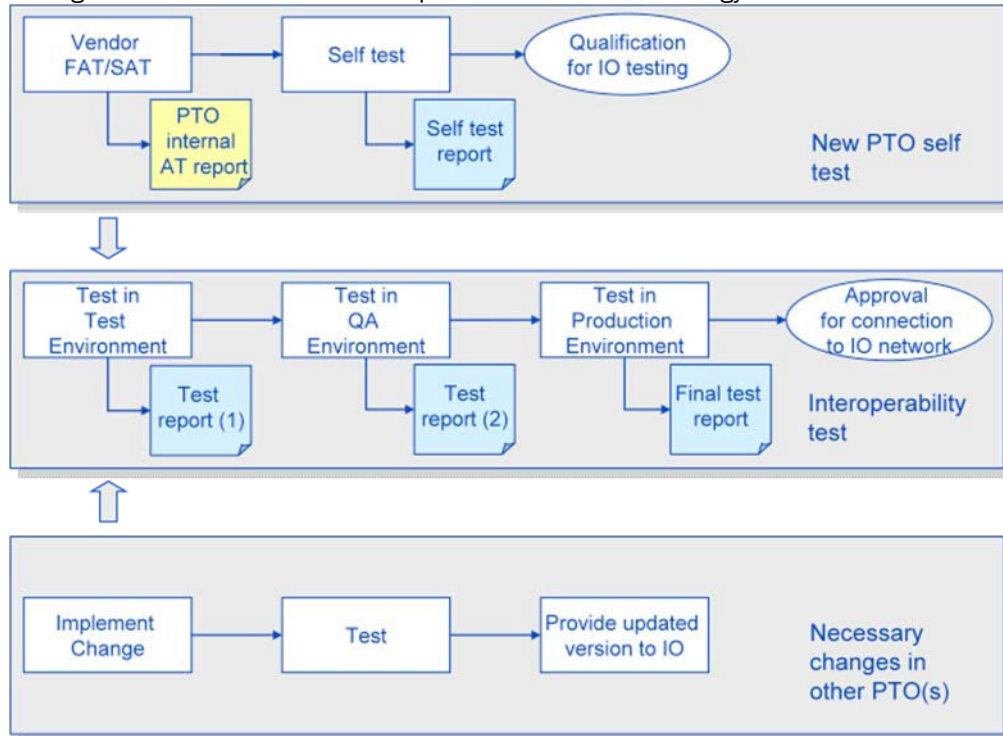 Vendor
FAT/SAT
Self test
Qualification
for IO testing
PTO
internal
AT report
Self test
report
New PTO self
test
Test in
Test
Environment
Test in
QA
Environment
Test in
Production
Environment
Approval
for connection
to IO network
Test
report (1)
Test
report (2)
Final test
report
Interoperability
test
Implement
Change
Test
Provide updated
version to IO
Necessary
changes in
other PTO(s)